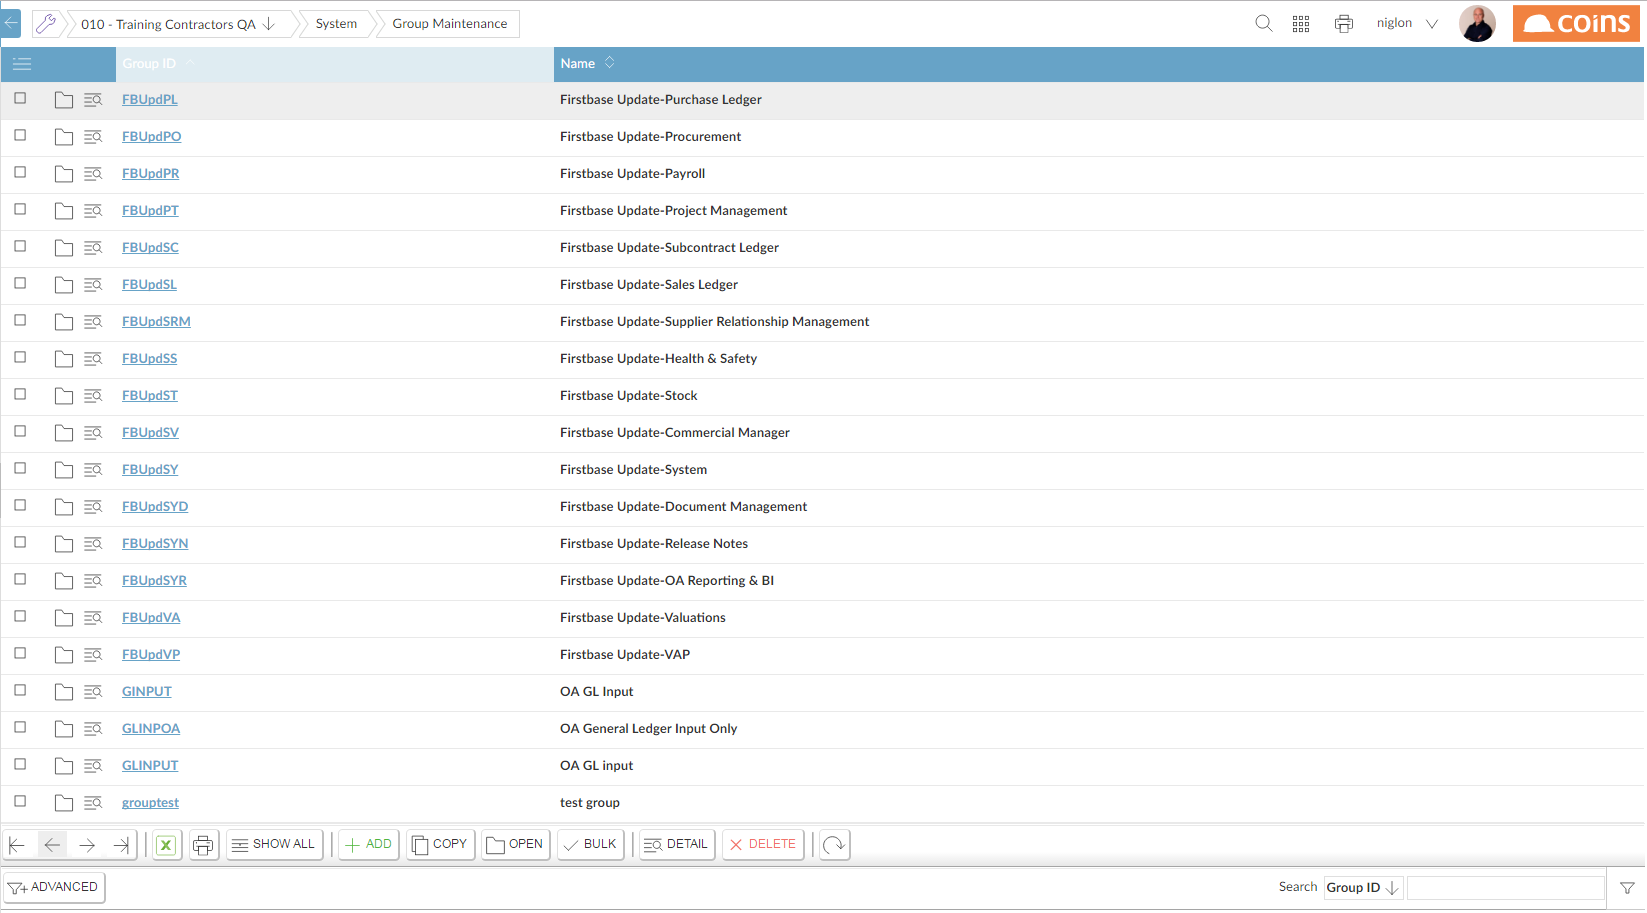 010 - Training Contractors QA
System
Group Maintenance
niglon
coins
Group ID
Name
FBUpdPL Firstbase Update-Purchase Ledger
FBUpdPO Firstbase Update-Procurement
FBUpdPR Firstbase Update-Payroll
FBUpdPT Firstbase Update-Project Management
FBUpdSC Firstbase Update-Subcontract Ledger
FBUpdSL Firstbase Update-Sales Ledger
FBUpdSRM Firstbase Update-Supplier Relationship Management
FBUpdSS Firstbase Update-Health & Safety
FBUpdST Firstbase Update-Stock
FBUpdSV Firstbase Update-Commercial Manager
FBUpdSY Firstbase Update-System
FBUpdSYD Firstbase Update-Document Management
FBUpdSYN Firstbase Update-Release Notes
FBUpdSYR Firstbase Update-OA Reporting & BI
FBUpdVA Firstbase Update-Valuations
FBUpdVP Firstbase Update-VAP
GINPUT OA GL Input
GLINPOA OA General Ledger Input Only
GLINPUT OA GL input
grouptest test group
SHOW ALL
ADD
COPY
OPEN
BULK
DETAIL
DELETE
ADVANCED
Search Group ID